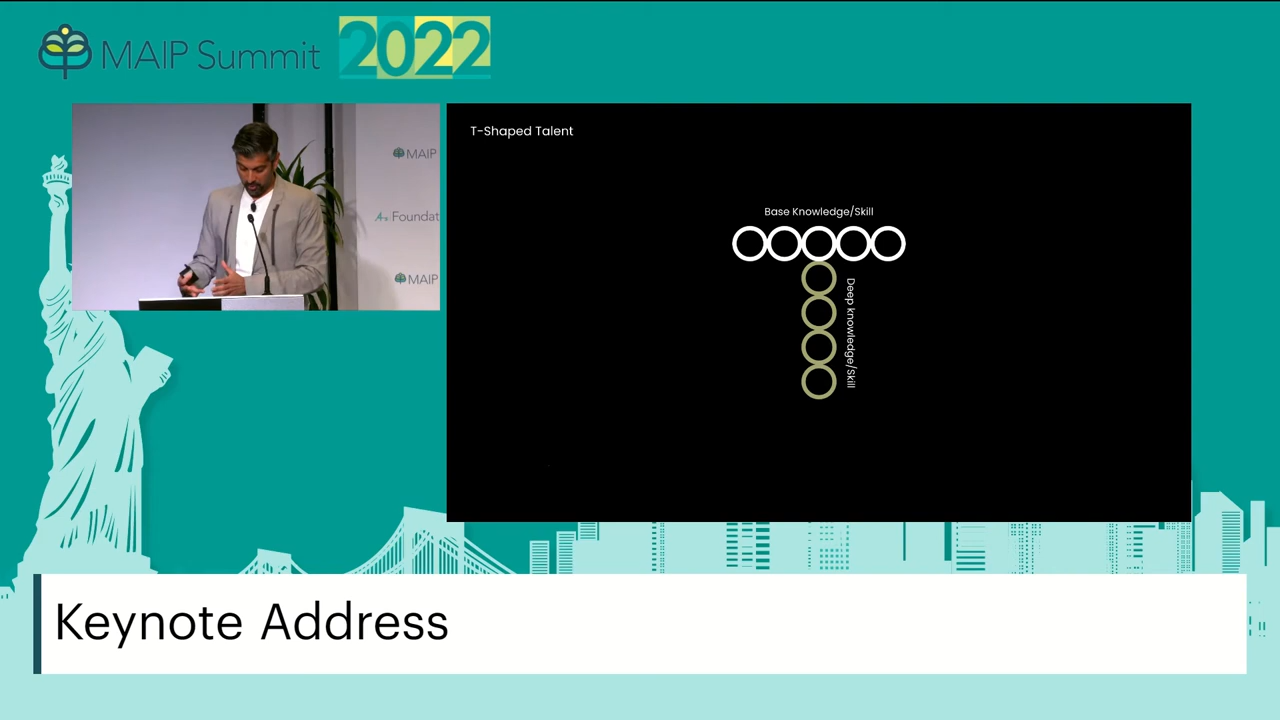 MAIP Summit 2022
MAIP
Foundat
MAIP
T-Shaped Talent
Base Knowledge/Skill
Deep knowledge/Skill
Keynote Address